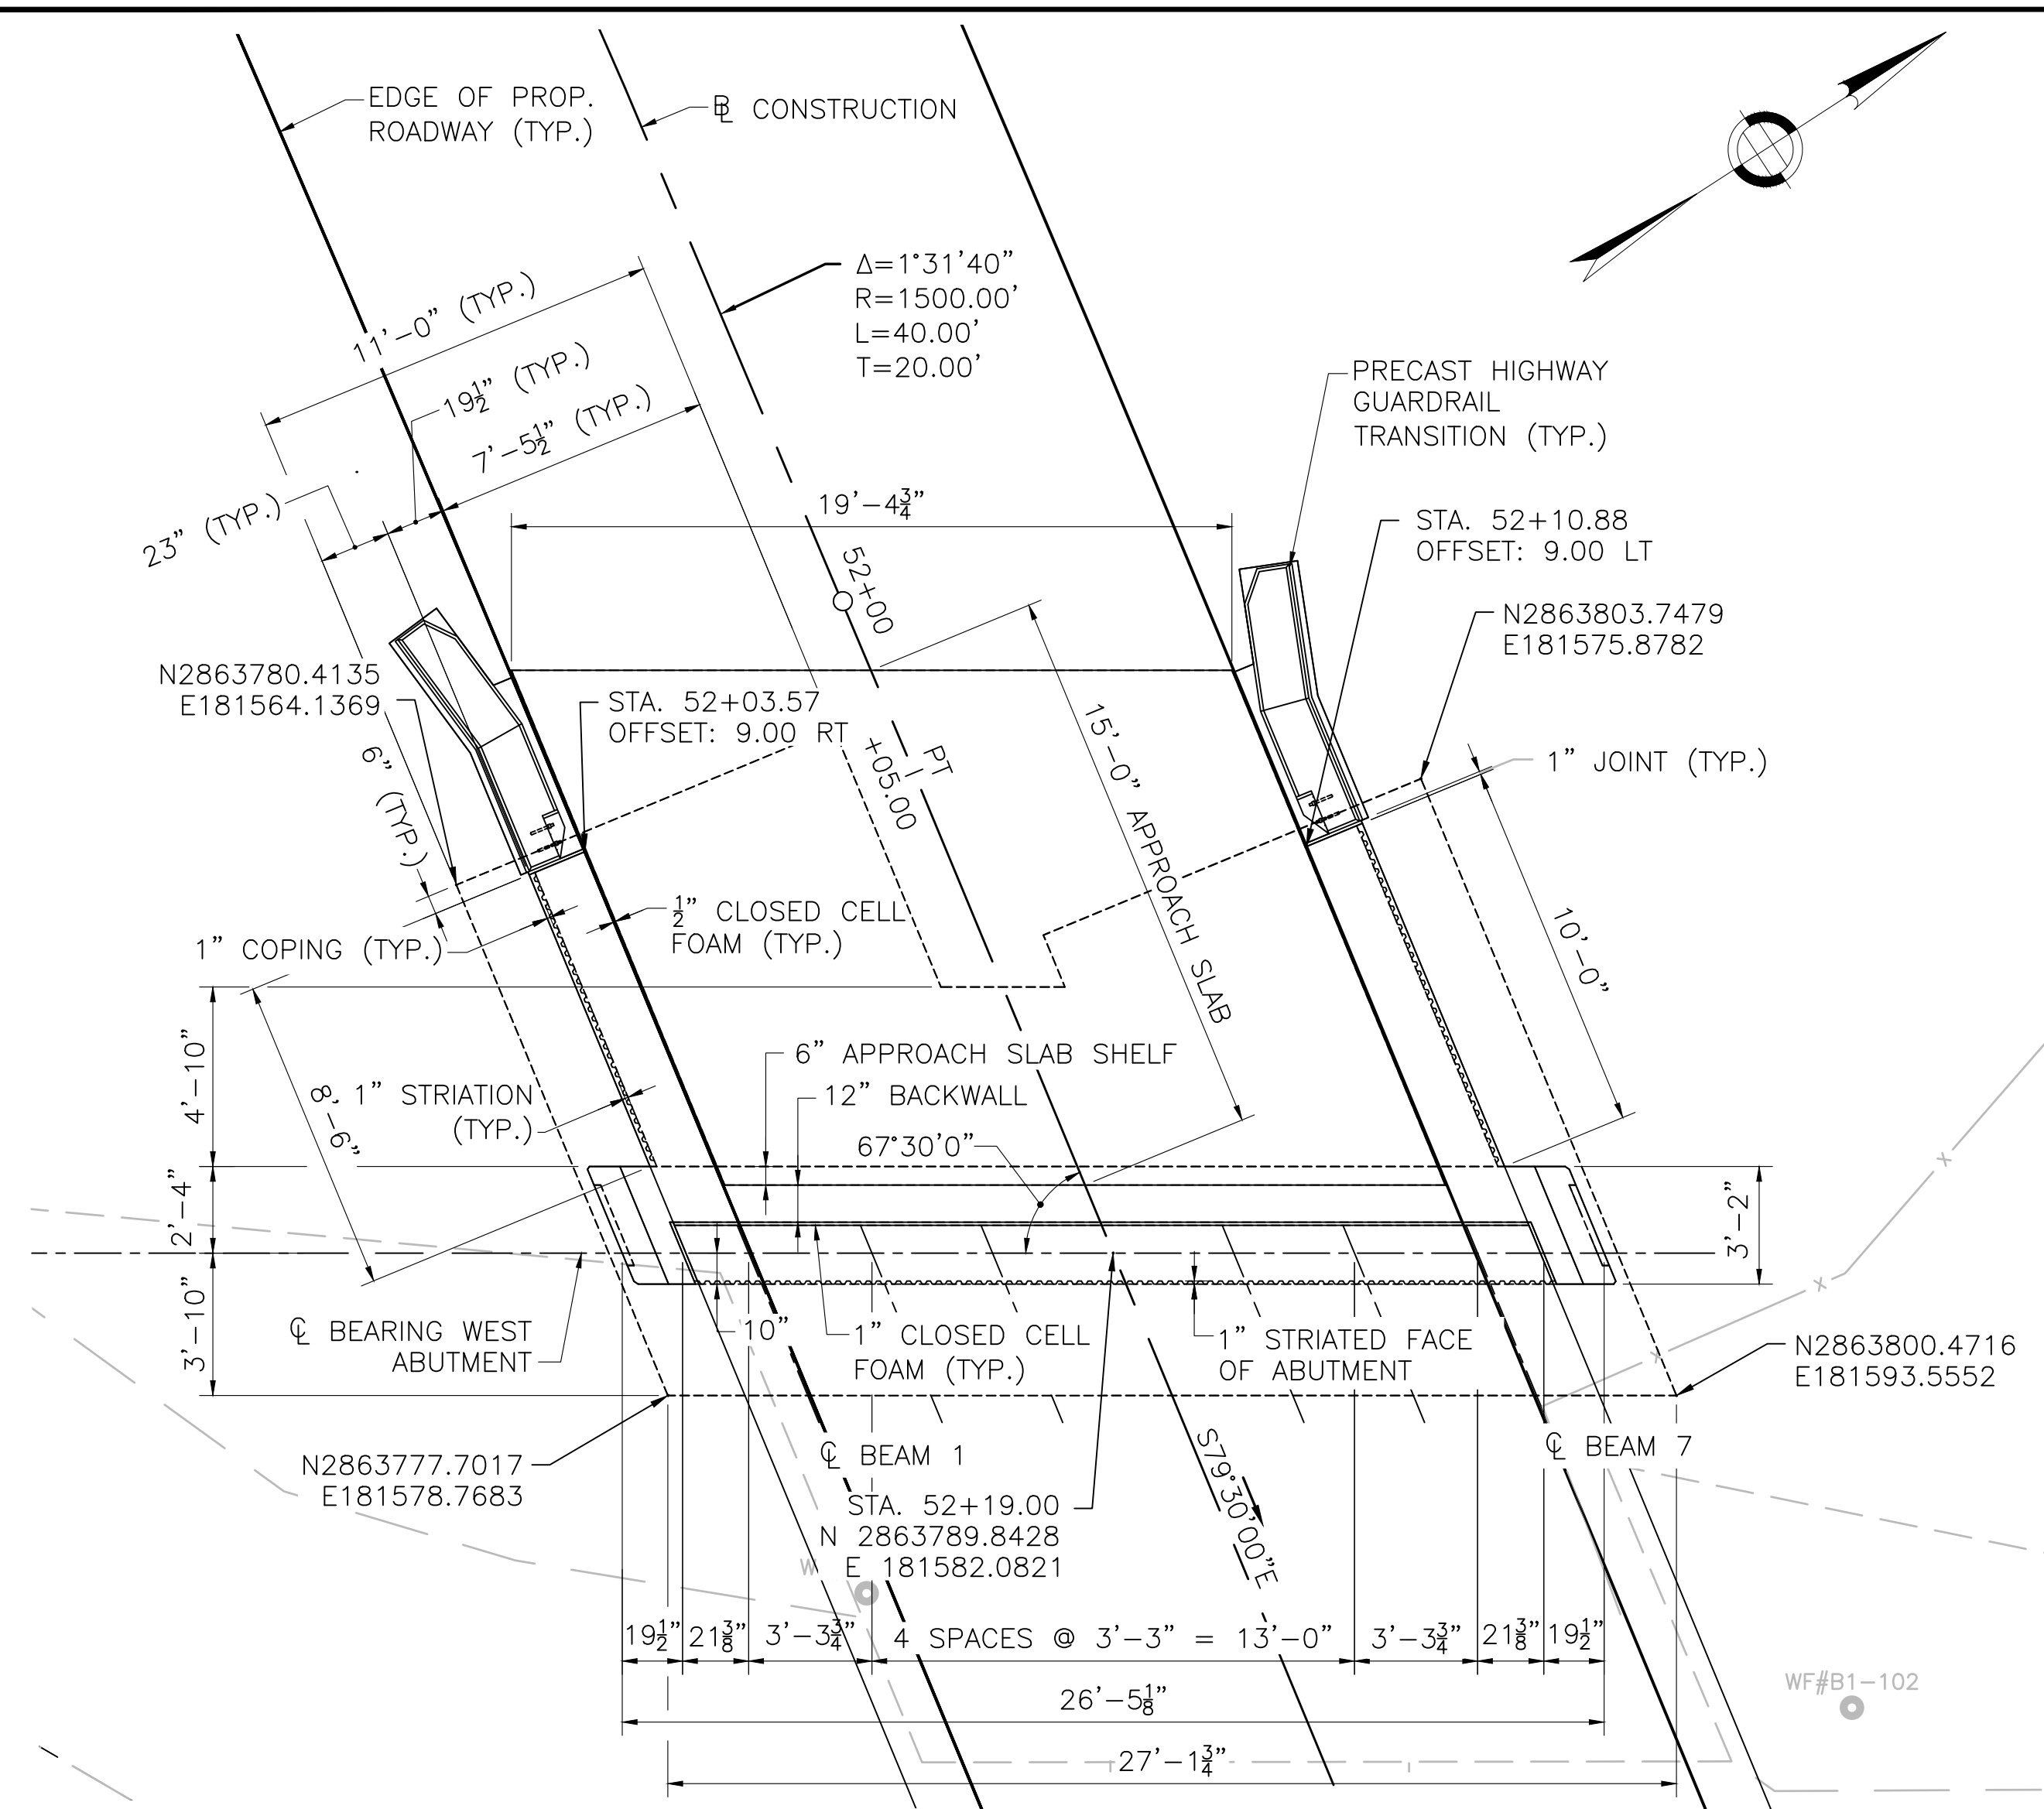 EDGE OF PROP.
ROADWAY (TYP.)
℄ CONSTRUCTION
Δ=1°31'40"
R=1500.00'
L=40.00'
T=20.00'
11'-0" (TYP.)
19½" (TYP.)
7'-5½" (TYP.)
23" (TYP.)
PRECAST HIGHWAY
GUARDRAIL
TRANSITION (TYP.)
19'-4¾"
STA. 52+10.88
OFFSET: 9.00 LT
52+00
N2863803.7479
E181575.8782
N2863780.4135
E181564.1369
STA. 52+03.57
OFFSET: 9.00 RT
6" (TYP.)
PT
+05.00
15'-0" APPROACH SLAB
1" JOINT (TYP.)
½" CLOSED CELL
FOAM (TYP.)
1" COPING (TYP.)
10'-0"
4'-10"
6" APPROACH SLAB SHELF
12" BACKWALL
8'-6"
1" STRIATION
(TYP.)
67°30'0"
2'-4"
3'-2"
3'-10"
℄ BEARING WEST
ABUTMENT
10"
1" CLOSED CELL
FOAM (TYP.)
1" STRIATED FACE
OF ABUTMENT
N2863800.4716
E181593.5552
℄ BEAM 1
℄ BEAM 7
N2863777.7017
E181578.7683
S79°30'00"E
STA. 52+19.00
N 2863789.8428
E 181582.0821
W
19½" 21⅜" 3'-3¾" 4 SPACES @ 3'-3" = 13'-0" 3'-3¾" 21⅜" 19½"
WF#B1-102
26'-5⅛"
27'-1¾"